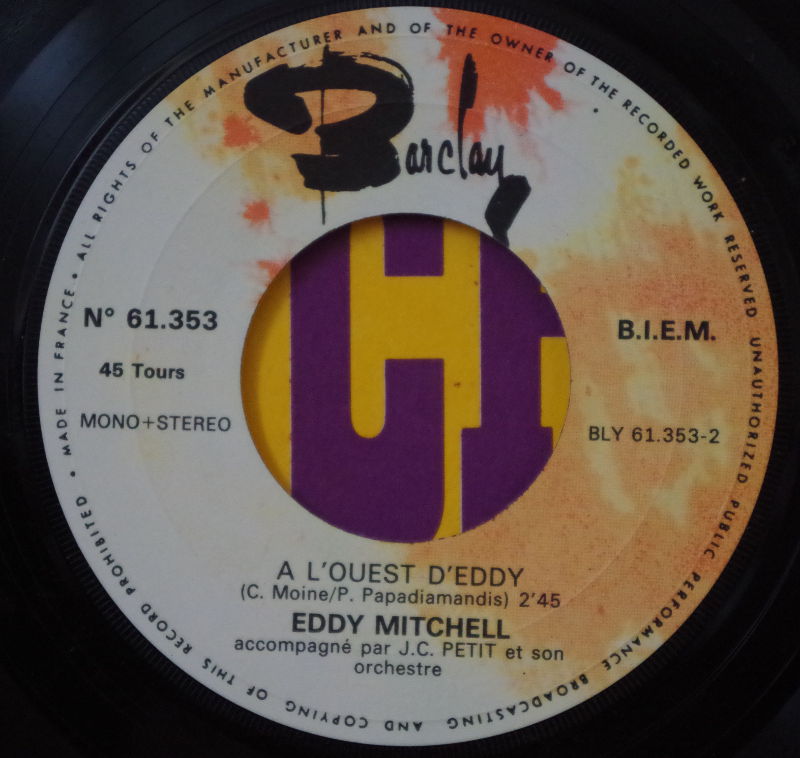 • MADE IN FRANCE • ALL RIGHTS OF THE MANUFACTURER AND OF THE OWNER OF THE RECORDED WORK RESERVED UNAUTHORIZED PUBLIC PERFORMANCE BROADCASTING AND COPYING OF THIS RECORD PROHIBITED
Barclay
N° 61.353
45 Tours
MONO+STEREO
B.I.E.M.
BLY 61.353-2
A L'OUEST D'EDDY
(C. Moine/P. Papadiamandis) 2'45
EDDY MITCHELL
accompagné par J.C. PETIT et son
orchestre